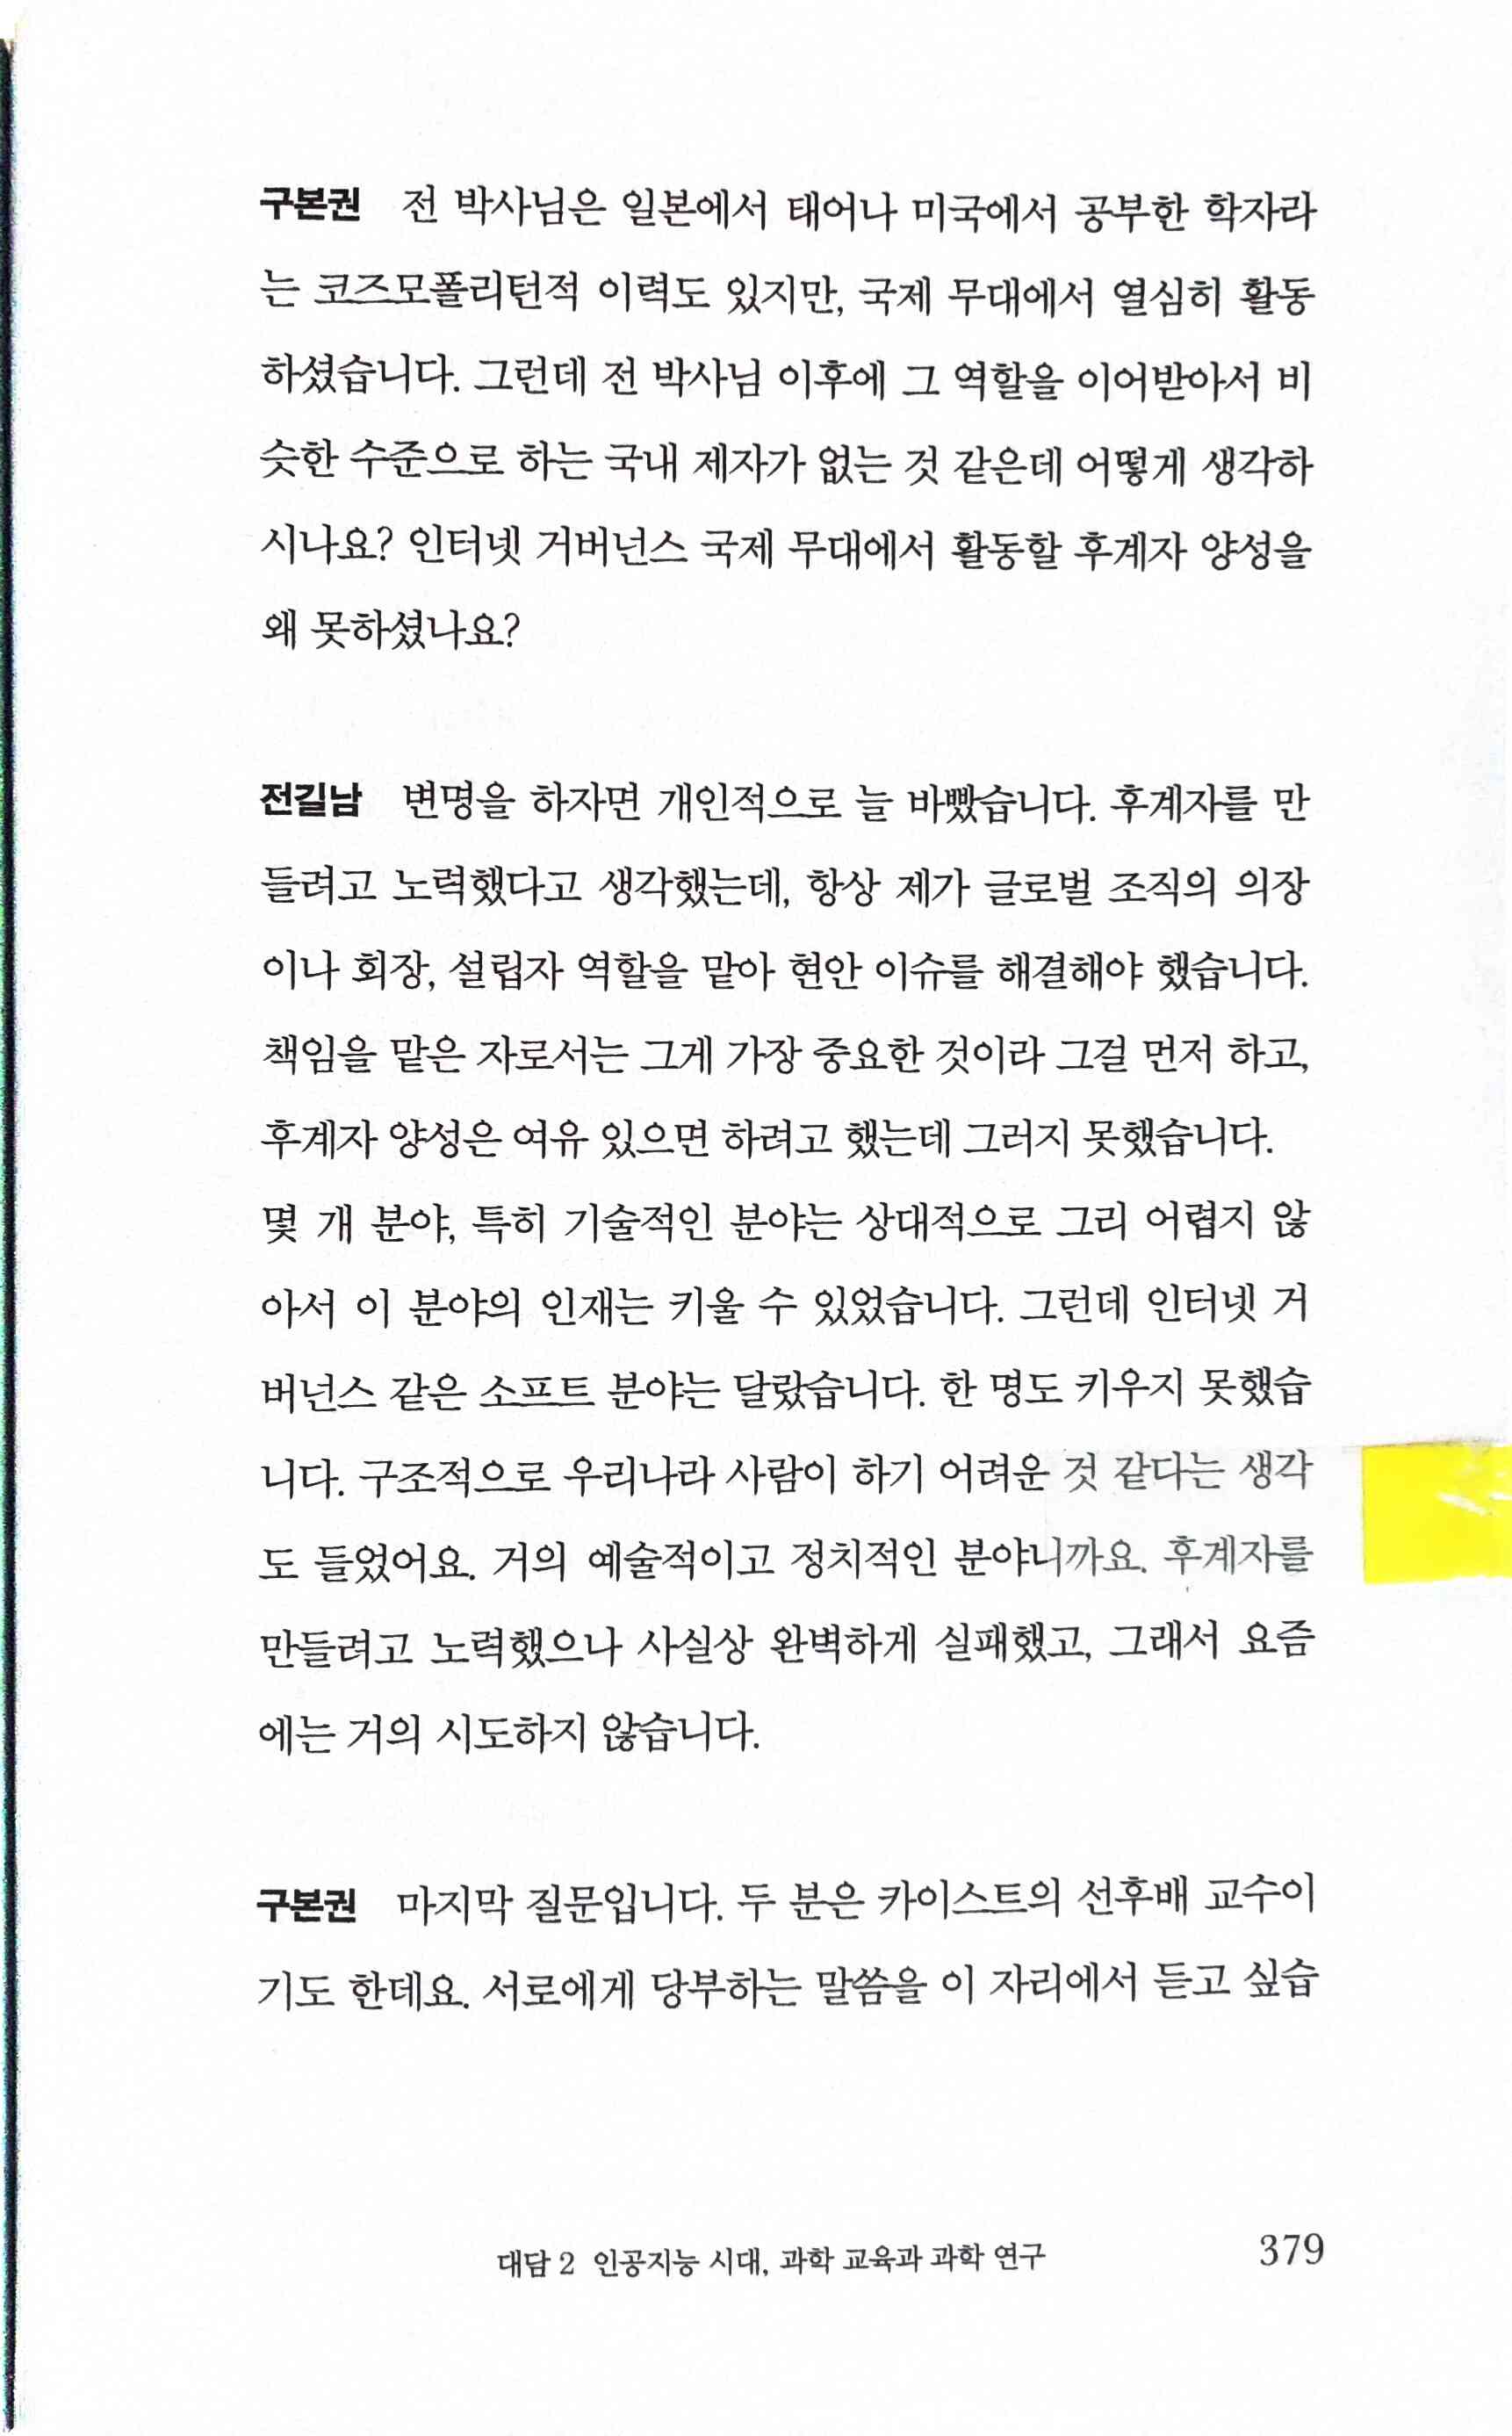 구본권 전 박사님은 일본에서 태어나 미국에서 공부한 학자라
는 코즈모폴리턴적 이력도 있지만, 국제 무대에서 열심히 활동
하셨습니다. 그런데 전 박사님 이후에 그 역할을 이어받아서 비
슷한 수준으로 하는 국내 제자가 없는 것 같은데 어떻게 생각하
시나요? 인터넷 거버넌스 국제 무대에서 활동할 후계자 양성을
왜 못하셨나요?
전길남 변명을 하자면 개인적으로 늘 바빴습니다. 후계자를 만
들려고 노력했다고 생각했는데, 항상 제가 글로벌 조직의 의장
이나 회장, 설립자 역할을 맡아 현안 이슈를 해결해야 했습니다.
책임을 맡은 자로서는 그게 가장 중요한 것이라 그걸 먼저 하고,
후계자 양성은 여유 있으면 하려고 했는데 그러지 못했습니다.
몇 개 분야, 특히 기술적인 분야는 상대적으로 그리 어렵지 않
아서 이 분야의 인재는 키울 수 있었습니다. 그런데 인터넷 거
버넌스 같은 소프트 분야는 달랐습니다. 한 명도 키우지 못했습
니다. 구조적으로 우리나라 사람이 하기 어려운 것 같다는 생각
도 들었어요. 거의 예술적이고 정치적인 분야니까요. 후계자를
만들려고 노력했으나 사실상 완벽하게 실패했고, 그래서 요즘
에는 거의 시도하지 않습니다.
구본권 마지막 질문입니다. 두 분은 카이스트의 선후배 교수이
기도 한데요. 서로에게 당부하는 말씀을 이 자리에서 듣고 싶습
대담 2 인공지능 시대, 과학 교육과 과학 연구 379